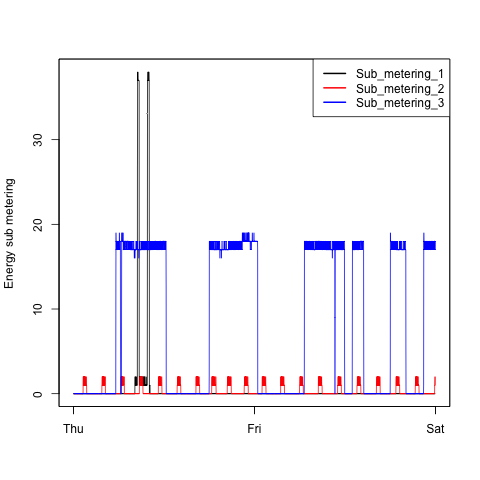 Sub_metering_1
Sub_metering_2
Sub_metering_3
Energy sub metering
30
20
10
0
Thu Fri Sat